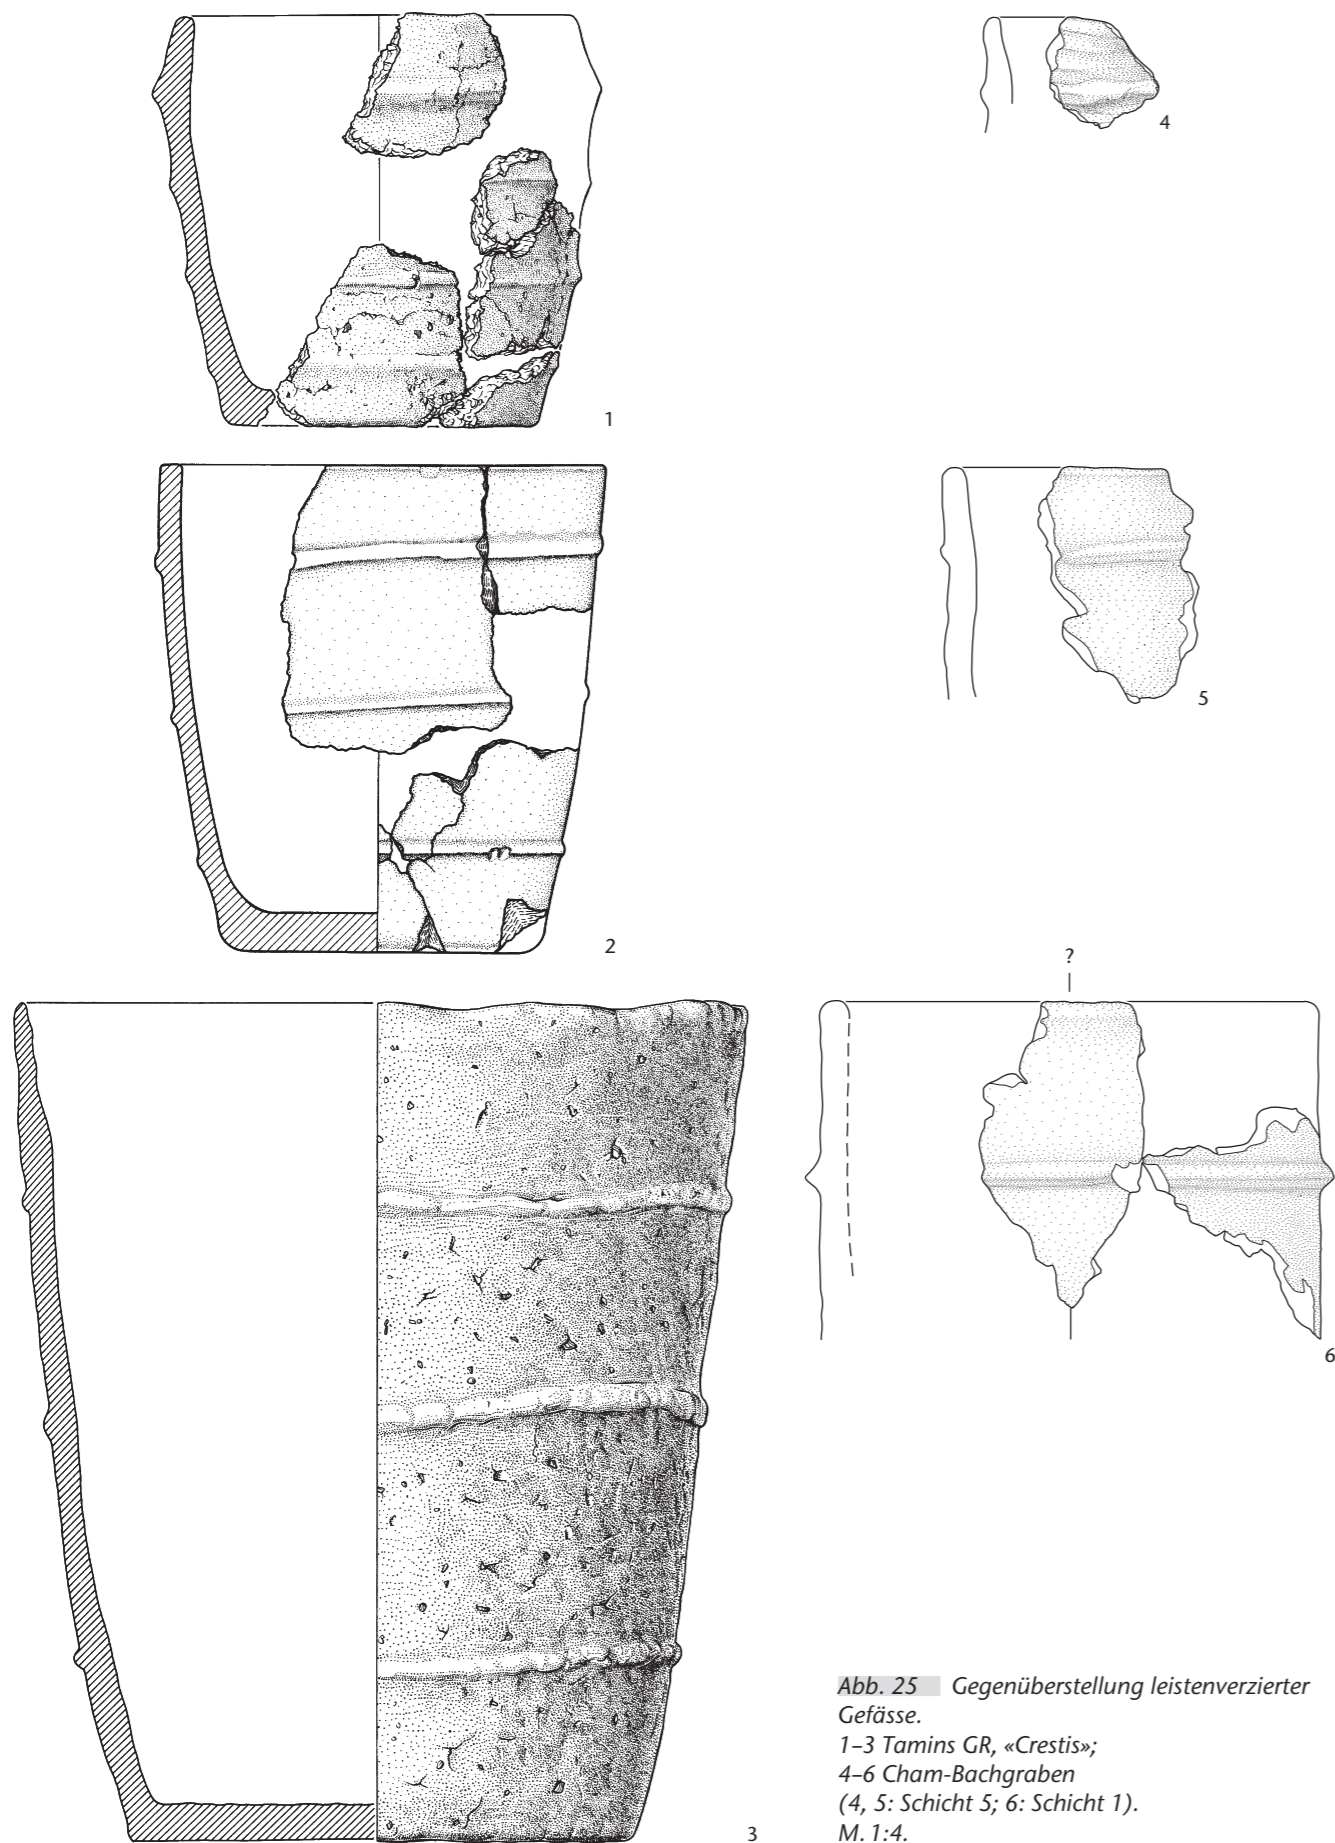 4
1
5
2
?
6
Abb. 25 Gegenüberstellung leistenverzierter
Gefässe.
1–3 Tamins GR, «Crestis»;
4–6 Cham-Bachgraben
(4, 5: Schicht 5; 6: Schicht 1).
M. 1:4.
3